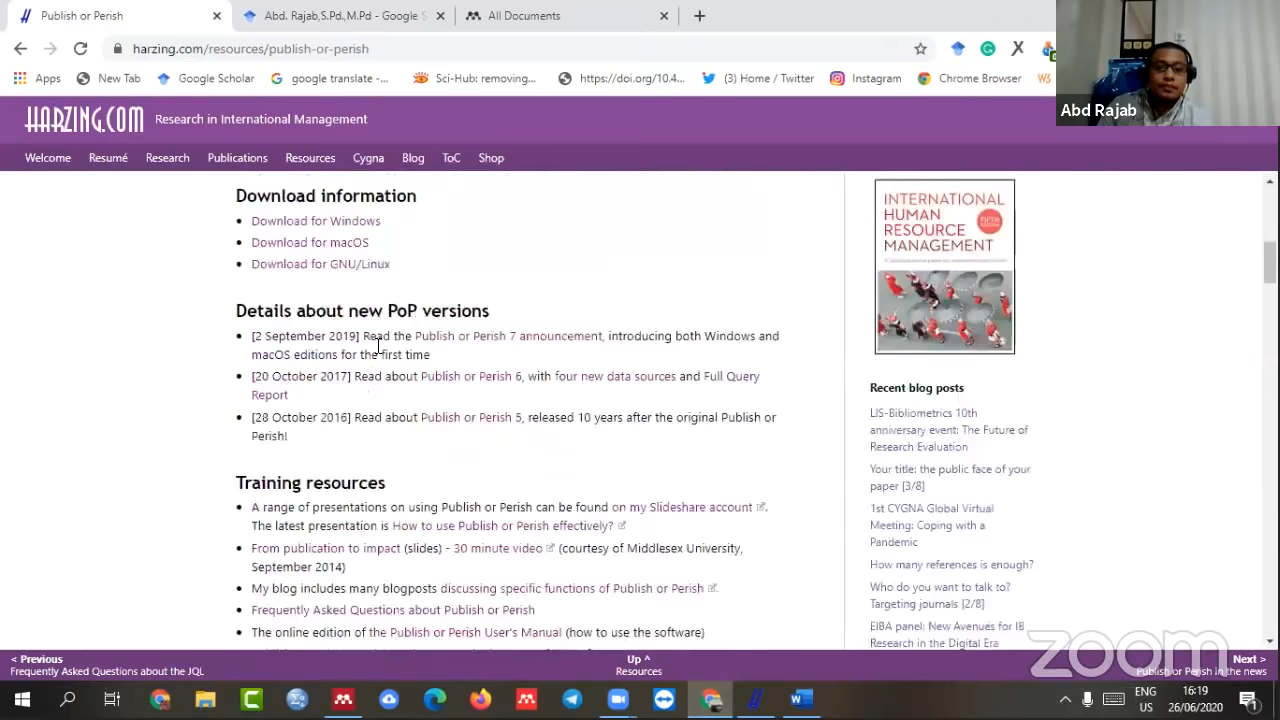 Publish or Perish
Abd. Rajab,S.Pd.,M.Pd - Google S
All Documents
harzing.com/resources/publish-or-perish
Apps
New Tab
Google Scholar
google translate -...
Sci-Hub: removing...
https://doi.org/10.4...
(3) Home / Twitter
Instagram
Chrome Browser
Abd Rajab
HARZING.COM
Research in International Management
Welcome
Resumé
Research
Publications
Resources
Cygna
Blog
ToC
Shop
Download information
Download for Windows
Download for macOS
Download for GNU/Linux
Details about new PoP versions
[2 September 2019] Read the Publish or Perish 7 announcement, introducing both Windows and
macOS editions for the first time
[20 October 2017] Read about Publish or Perish 6, with four new data sources and Full Query
Report
[28 October 2016] Read about Publish or Perish 5, released 10 years after the original Publish or
Perish!
Training resources
A range of presentations on using Publish or Perish can be found on my Slideshare account.
The latest presentation is How to use Publish or Perish effectively?
From publication to impact (slides) - 30 minute video (courtesy of Middlesex University,
September 2014)
My blog includes many blogposts discussing specific functions of Publish or Perish.
Frequently Asked Questions about Publish or Perish
The online edition of the Publish or Perish User's Manual (how to use the software)
INTERNATIONAL
HUMAN
RESOURCE
MANAGEMENT
FIFTH
EDITION
Recent blog posts
LIS-Bibliometrics 10th
anniversary event: The Future of
Research Evaluation
Your title: the public face of your
paper [3/8]
1st CYGNA Global Virtual
Meeting: Coping with a
Pandemic
How many references is enough?
Who do you want to talk to?
Targeting journals [2/8]
EIBA panel: New Avenues for IB
Research in the Digital Era
zoom
< Previous
Frequently Asked Questions about the JQL
Up ^
Resources
Next >
Publish or Perish in the news
ENG
US
16:19
26/06/2020